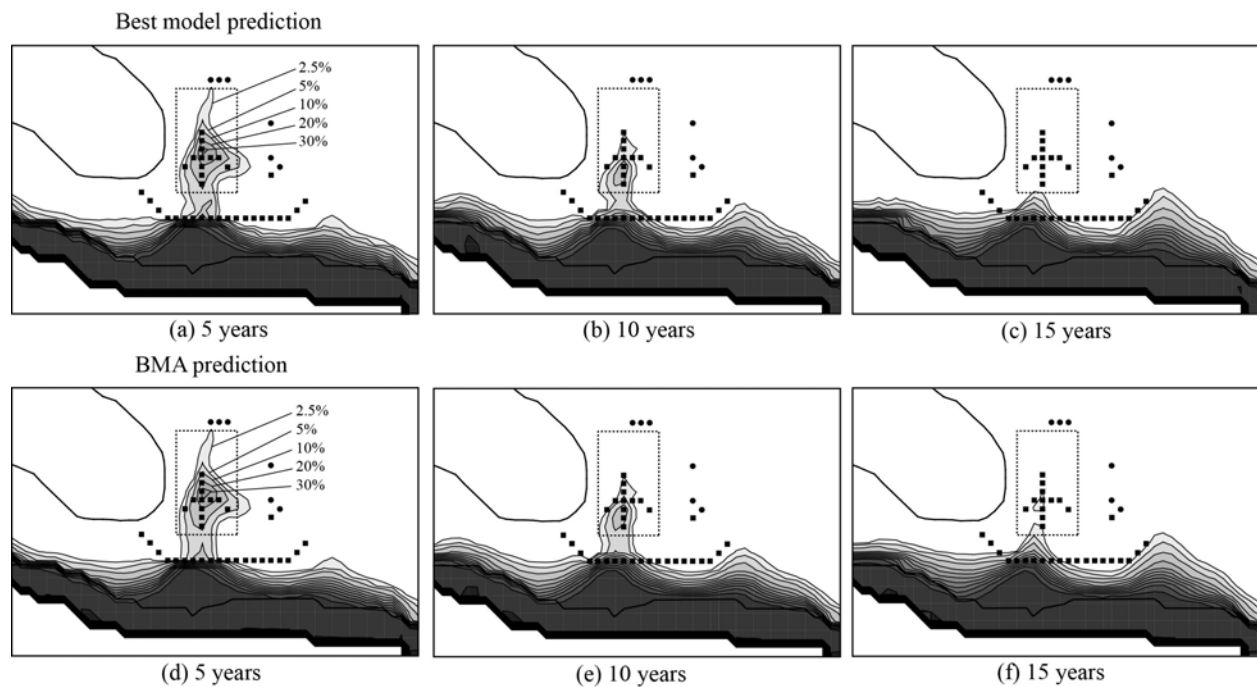 Best model prediction
2.5%
5%
10%
20%
30%
(a) 5 years
(b) 10 years
(c) 15 years
BMA prediction
2.5%
5%
10%
20%
30%
(d) 5 years
(e) 10 years
(f) 15 years